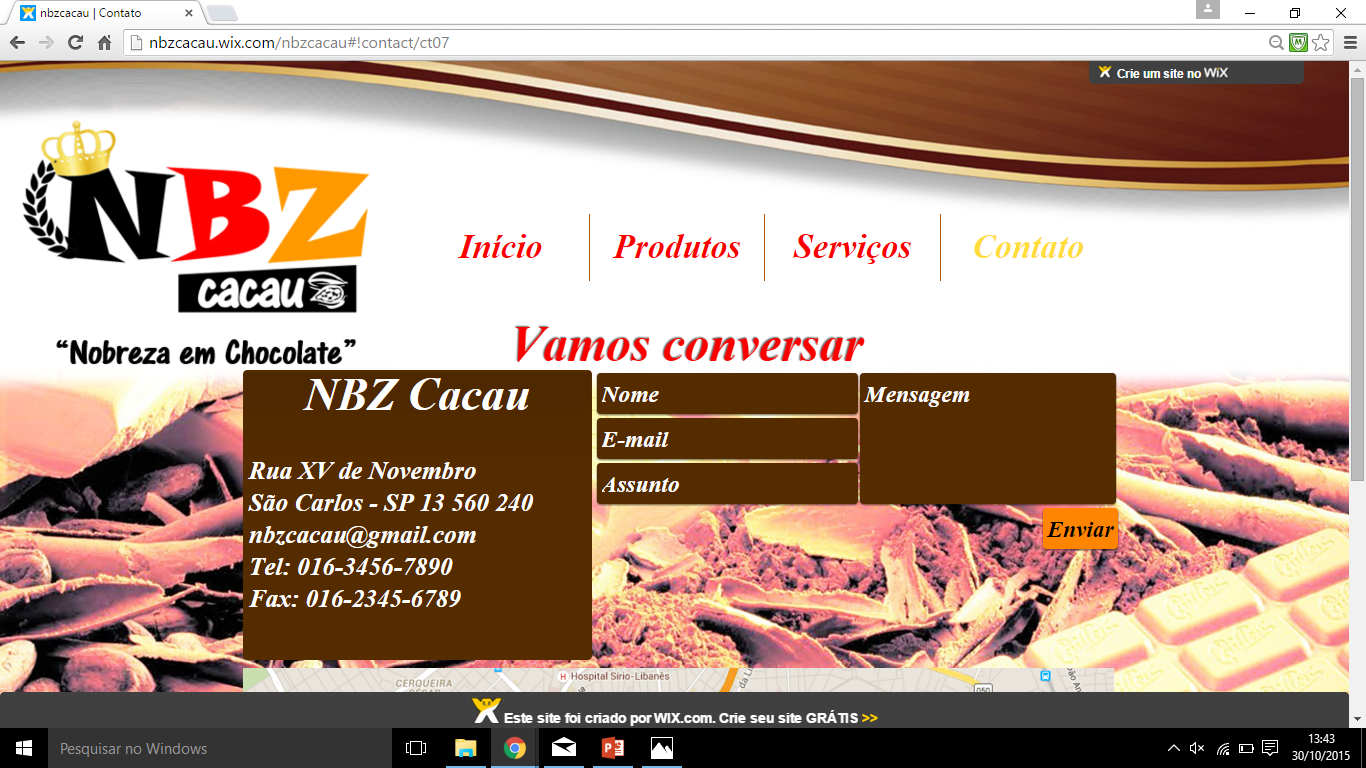 nbzcacau | Contato
nbzcacau.wix.com/nbzcacau#!contact/ct07
Crie um site no WiX
NBZ
cacau
“Nobreza em Chocolate”
Início
Produtos
Serviços
Contato
Vamos conversar
NBZ Cacau
Rua XV de Novembro
São Carlos - SP 13 560 240
nbzcacau@gmail.com
Tel: 016-3456-7890
Fax: 016-2345-6789
Nome
E-mail
Assunto
Mensagem
Enviar
CERQUEIRA
H Hospital Sírio-Libanês
050
Este site foi criado por WIX.com. Crie seu site GRÁTIS >>
Pesquisar no Windows
13:43
30/10/2015